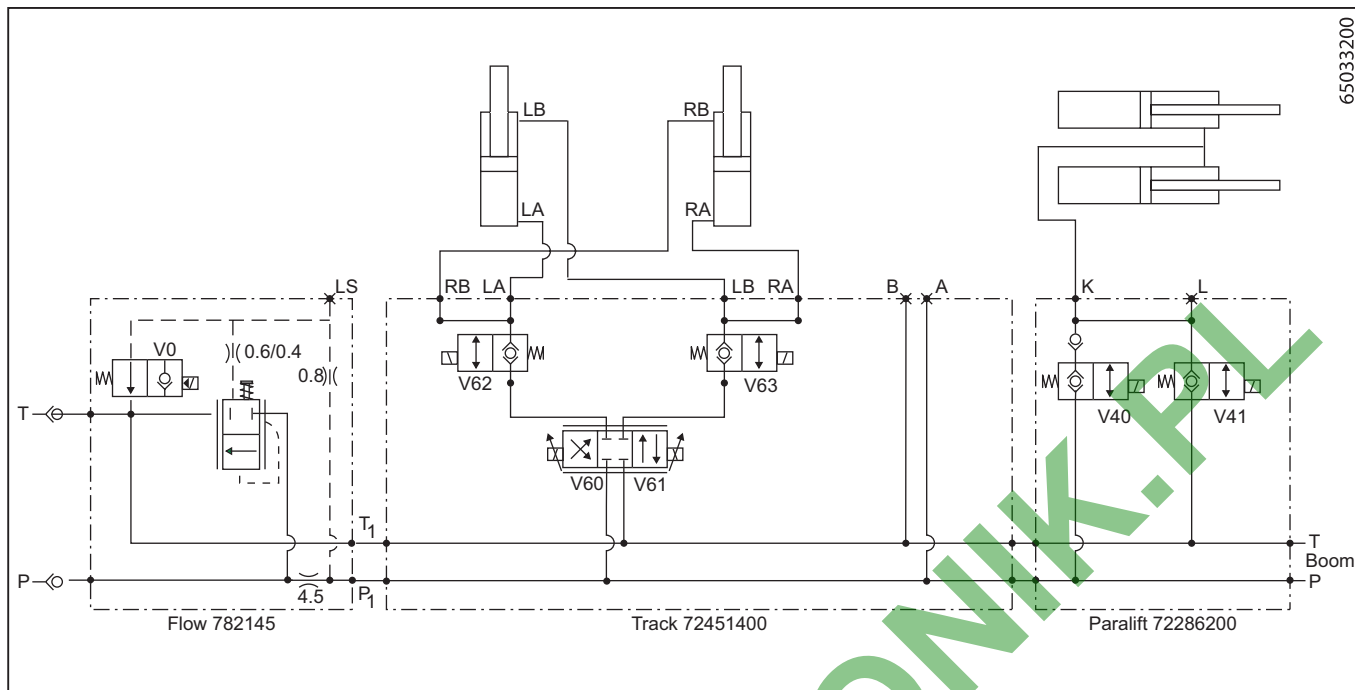 65033200
LB
RB
LA
RA
LS
RB
LA
LB
RA
B
A
K
L
V0
0.6/0.4
0.8
V62
V63
V40
V41
T
V60
V61
T1
T
Boom
P
4.5
P1
P
Flow 782145
Track 72451400
Paralift 72286200
ONIK.PL